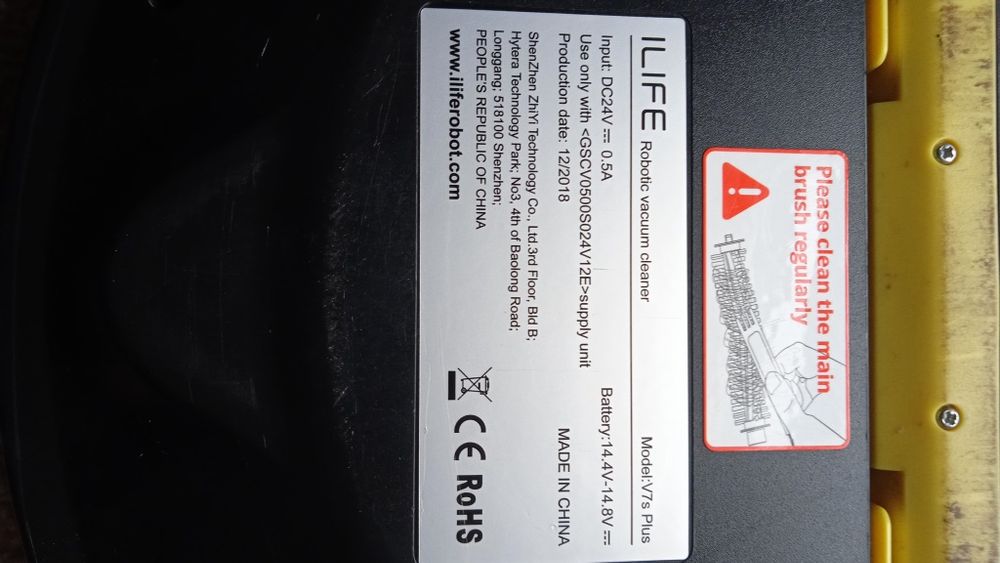 ILIFE Robotic vacuum cleaner Model:V7s Plus
Input: DC24V ⎓ 0.5A Battery:14.4V-14.8V ⎓
Use only with <GSCV0500S024V12E>supply unit
Production date: 12/2018 MADE IN CHINA
ShenZhen ZhiYi Technology Co., Ltd.3rd Floor, Bld B;
Hytera Technology Park; No3, 4th of Baolong Road;
Longgang; 518100 Shenzhen;
PEOPLE'S REPUBLIC OF CHINA
www.iliferobot.com
CE RoHS
Please clean the main
brush regularly